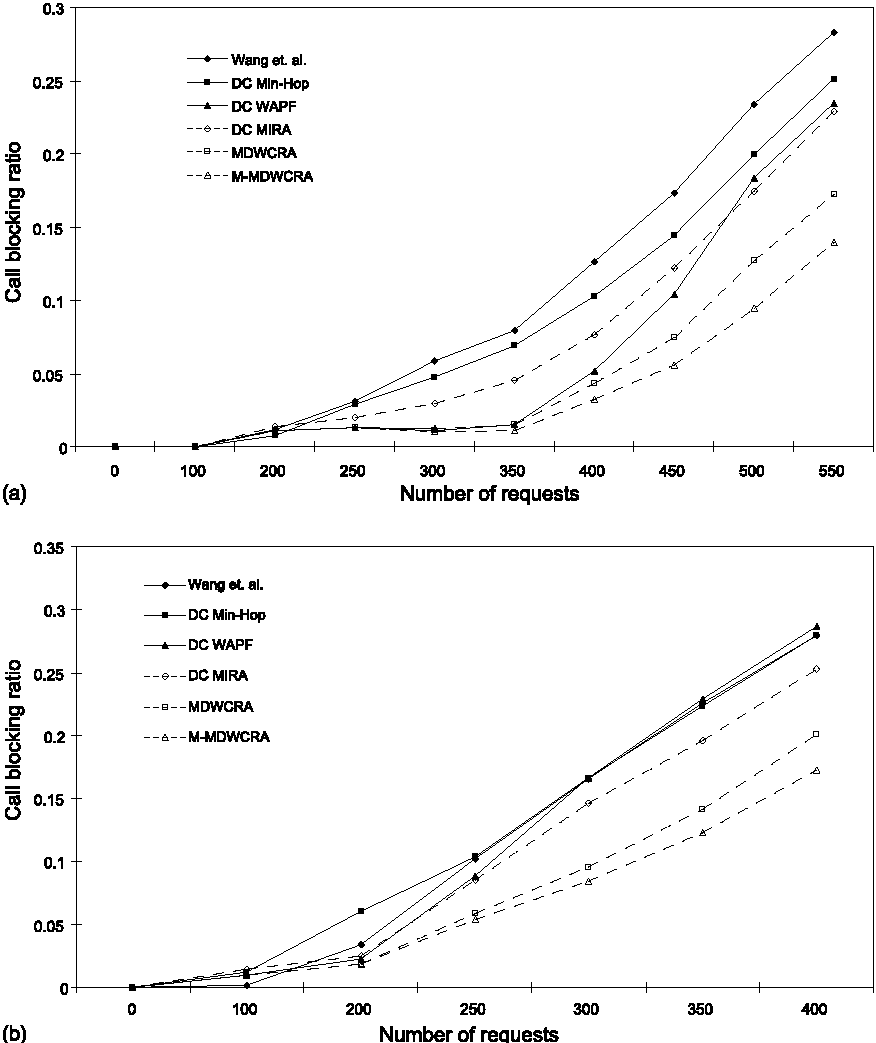 0.3
Wang et. al.
0.25
DC Min-Hop
DC WAPF
DC MIRA
0.2
MDWCRA
M-MDWCRA
Call blocking ratio
0.15
0.1
0.05
0
0 100 200 250 300 350 400 450 500 550
(a)
Number of requests
0.35
Wang et. al.
0.3
DC Min-Hop
DC WAPF
0.25
DC MIRA
MDWCRA
0.2
M-MDWCRA
Call blocking ratio
0.15
0.1
0.05
0
0 100 200 250 300 350 400
(b)
Number of requests